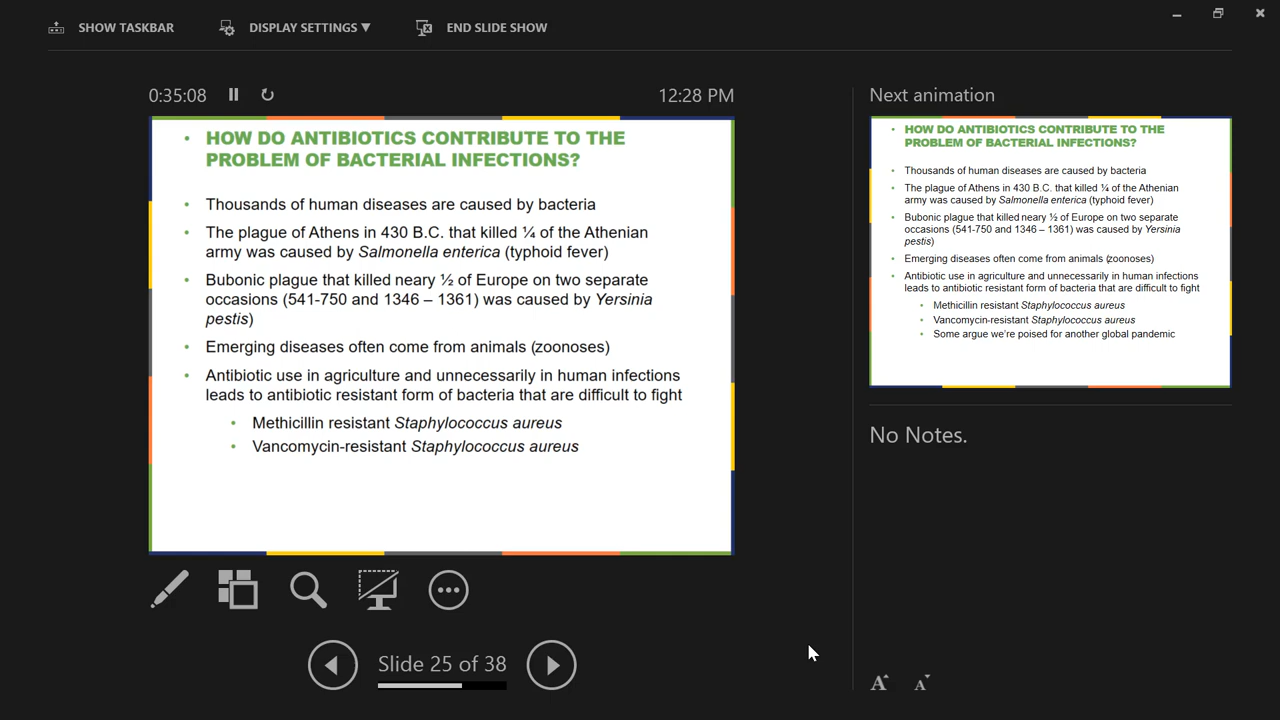 SHOW TASKBAR
DISPLAY SETTINGS ▼
END SLIDE SHOW
0:35:08
12:28 PM
• HOW DO ANTIBIOTICS CONTRIBUTE TO THE
PROBLEM OF BACTERIAL INFECTIONS?
• Thousands of human diseases are caused by bacteria
• The plague of Athens in 430 B.C. that killed ¼ of the Athenian
army was caused by Salmonella enterica (typhoid fever)
• Bubonic plague that killed neary ½ of Europe on two separate
occasions (541-750 and 1346 – 1361) was caused by Yersinia
pestis)
• Emerging diseases often come from animals (zoonoses)
• Antibiotic use in agriculture and unnecessarily in human infections
leads to antibiotic resistant form of bacteria that are difficult to fight
• Methicillin resistant Staphylococcus aureus
• Vancomycin-resistant Staphylococcus aureus
Slide 25 of 38
Next animation
• HOW DO ANTIBIOTICS CONTRIBUTE TO THE
PROBLEM OF BACTERIAL INFECTIONS?
• Thousands of human diseases are caused by bacteria
• The plague of Athens in 430 B.C. that killed ¼ of the Athenian
army was caused by Salmonella enterica (typhoid fever)
• Bubonic plague that killed neary ½ of Europe on two separate
occasions (541-750 and 1346 – 1361) was caused by Yersinia
pestis)
• Emerging diseases often come from animals (zoonoses)
• Antibiotic use in agriculture and unnecessarily in human infections
leads to antibiotic resistant form of bacteria that are difficult to fight
• Methicillin resistant Staphylococcus aureus
• Vancomycin-resistant Staphylococcus aureus
• Some argue we're poised for another global pandemic
No Notes.
A A